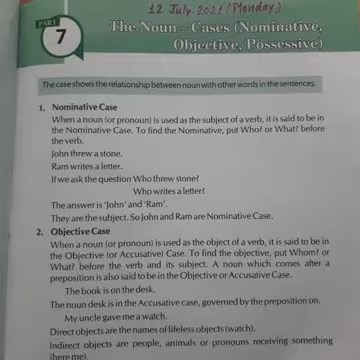 12 July. 2021 (Monday)
PART
7
The Noun – Cases (Nominative,
Objective, Possessive)
The case shows the relationship between noun with other words in the sentences.
1. Nominative Case
When a noun (or pronoun) is used as the subject of a verb, it is said to be in
the Nominative Case. To find the Nominative, put Who? or What? before
the verb.
John threw a stone.
Ram writes a letter.
If we ask the question Who threw stone?
Who writes a letter?
The answer is 'John' and 'Ram'.
They are the subject. So John and Ram are Nominative Case.
2. Objective Case
When a noun (or pronoun) is used as the object of a verb, it is said to be in
the Objective (or Accusative) Case. To find the objective, put Whom? or
What? before the verb and its subject. A noun which comes after a
preposition is also said to be in the Objective or Accusative Case.
The book is on the desk.
The noun desk is in the Accusative case, governed by the preposition on.
My uncle gave me a watch.
Direct objects are the names of lifeless objects (watch).
Indirect objects are people, animals or pronouns receiving something
(here me).